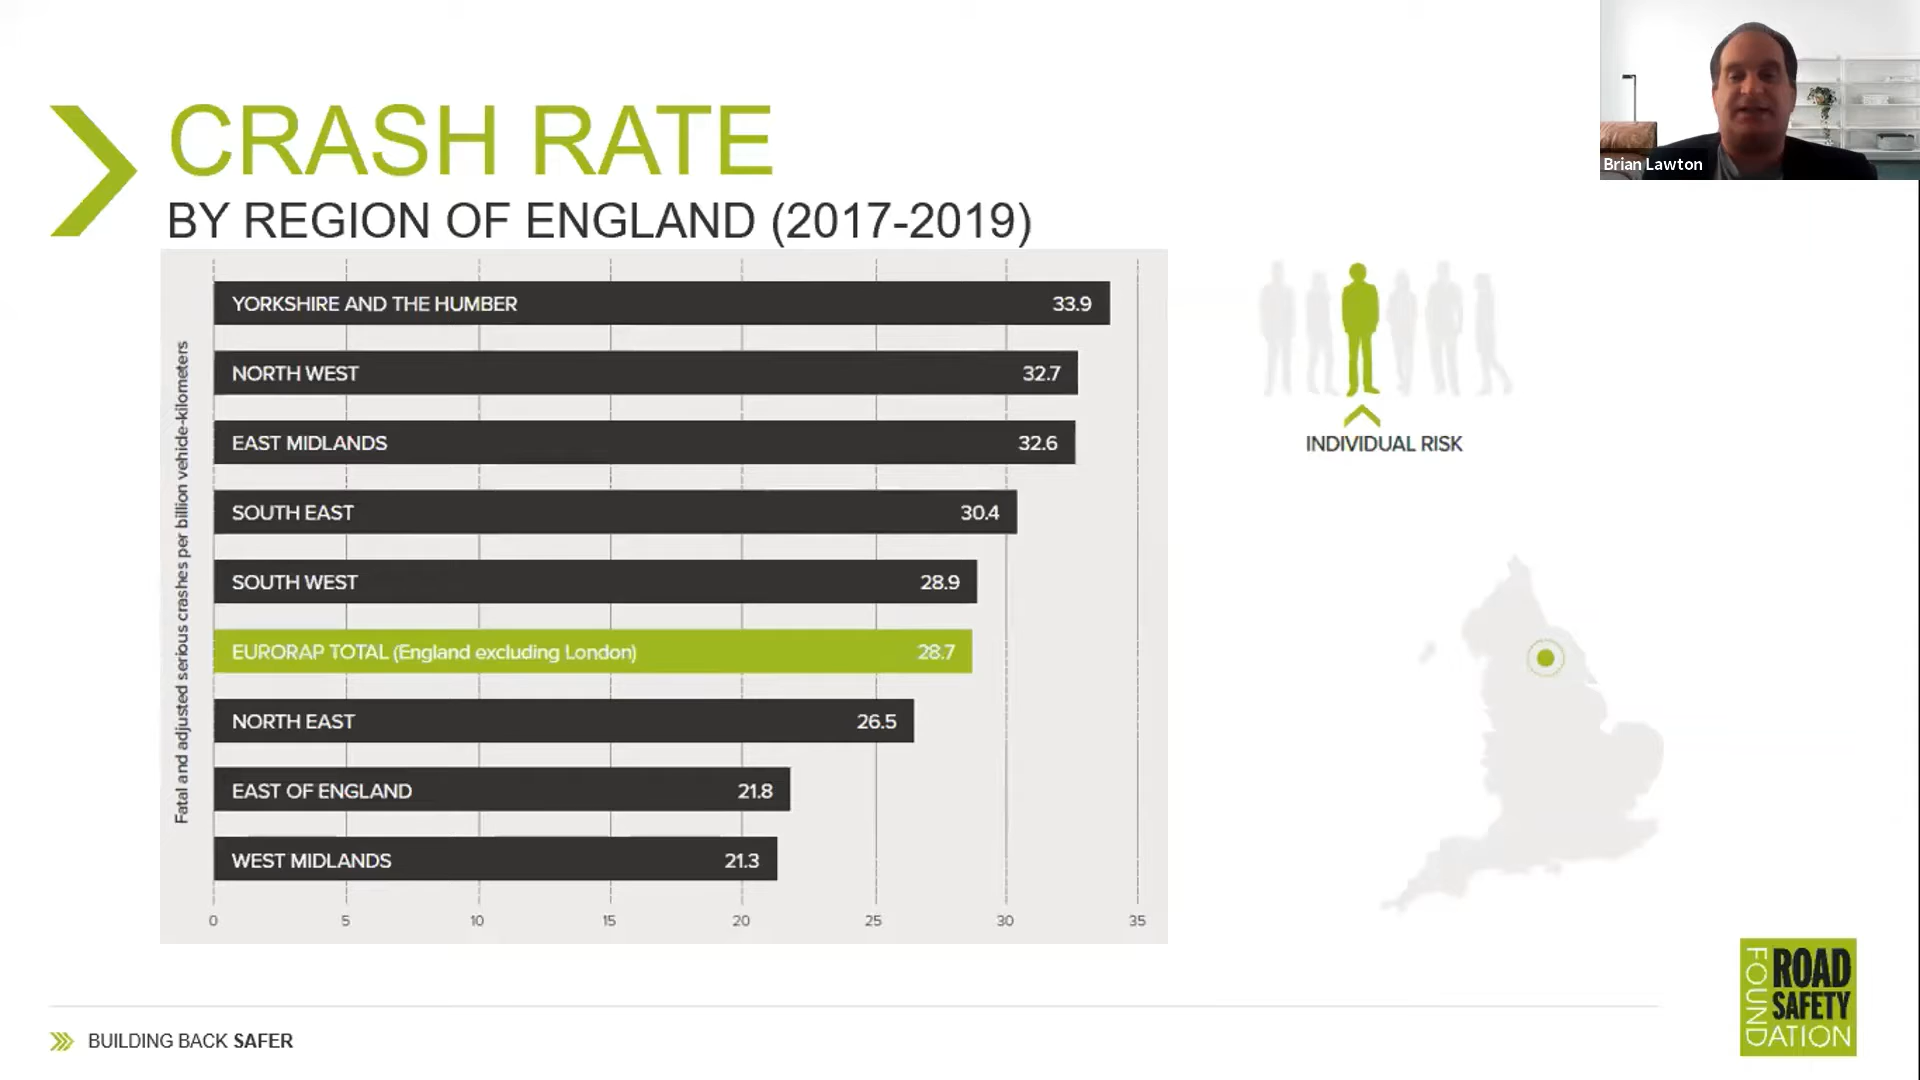 CRASH RATE
BY REGION OF ENGLAND (2017-2019)
Brian Lawton
Fatal and adjusted serious crashes per billion vehicle-kilometers
YORKSHIRE AND THE HUMBER 33.9
NORTH WEST 32.7
EAST MIDLANDS 32.6
SOUTH EAST 30.4
SOUTH WEST 28.9
EURORAP TOTAL (England excluding London) 28.7
NORTH EAST 26.5
EAST OF ENGLAND 21.8
WEST MIDLANDS 21.3
0 5 10 15 20 25 30 35
INDIVIDUAL RISK
BUILDING BACK SAFER
ROAD
SAFETY
FOUNDATION